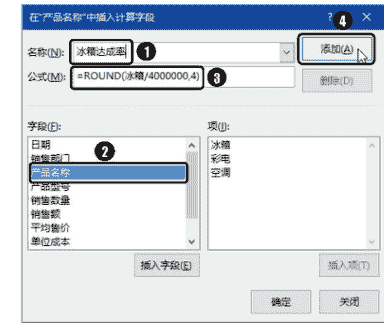 在"产品名称"中插入计算字段 ? ×
4
名称(N): 冰箱达成率 1 添加(A)
公式(M): =ROUND(冰箱/4000000,4) 3 删除(D)
字段(F): 项(I):
2
日期
销售部门
产品名称
产品型号
销售数量
销售额
平均售价
单位成本
冰箱
彩电
空调
插入字段(E) 插入项(T)
确定 关闭